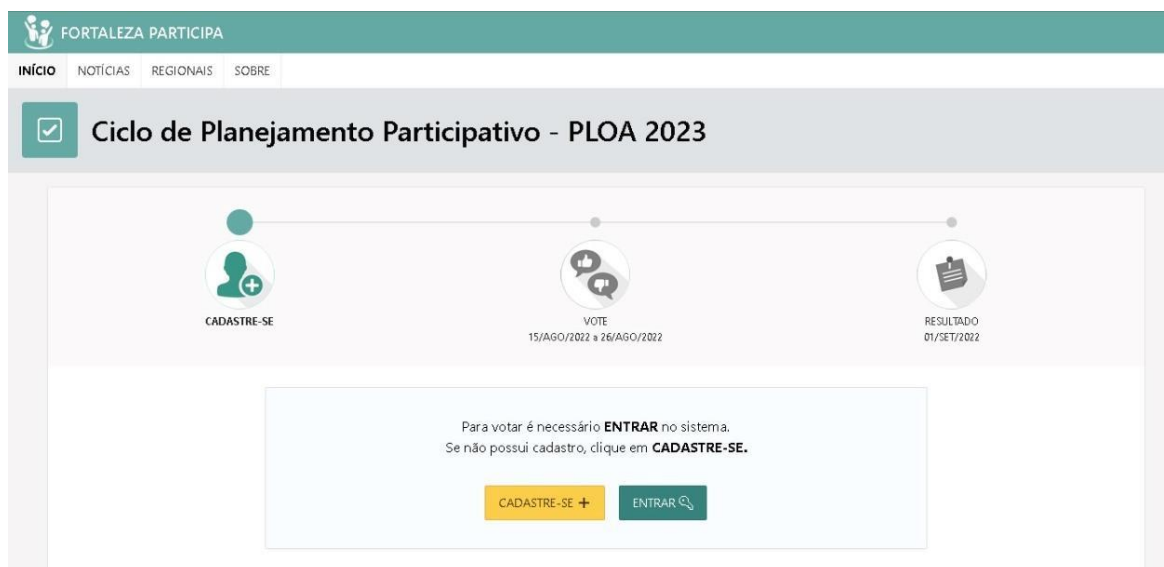 FORTALEZA PARTICIPA
INÍCIO NOTÍCIAS REGIONAIS SOBRE
Ciclo de Planejamento Participativo - PLOA 2023
CADASTRE-SE
VOTE
15/AGO/2022 a 26/AGO/2022
RESULTADO
01/SET/2022
Para votar é necessário ENTRAR no sistema.
Se não possui cadastro, clique em CADASTRE-SE.
CADASTRE-SE +
ENTRAR